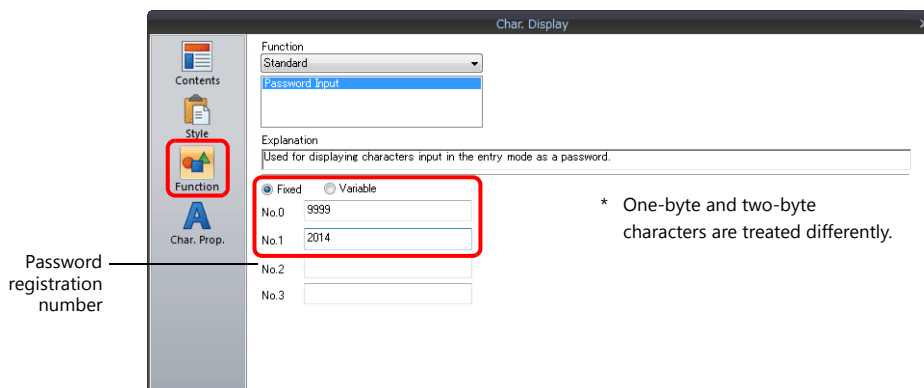 Char. Display
Contents
Style
Function
Char. Prop.
Function
Standard
Password Input
Explanation
Used for displaying characters input in the entry mode as a password.
Fixed
Variable
No.0 9999
No.1 2014
No.2
No.3
Password
registration
number
* One-byte and two-byte
characters are treated differently.